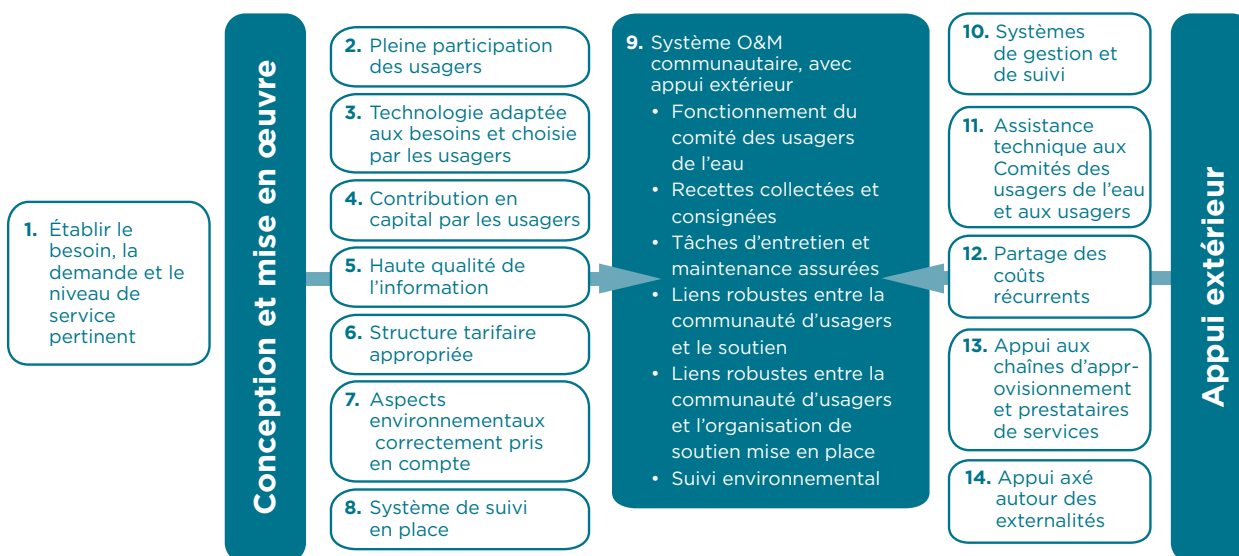 1. Établir le
besoin, la
demande et le
niveau de
service
pertinent
Conception et mise en œuvre
2. Pleine participation
des usagers
3. Technologie adaptée
aux besoins et choisie
par les usagers
4. Contribution en
capital par les usagers
5. Haute qualité de
l’information
6. Structure tarifaire
appropriée
7. Aspects
environnementaux
correctement pris
en compte
8. Système de suivi
en place
9. Système O&M
communautaire, avec
appui extérieur
• Fonctionnement du
comité des usagers
de l’eau
• Recettes collectées et
consignées
• Tâches d’entretien et
maintenance assurées
• Liens robustes entre la
communauté d’usagers
et le soutien
• Liens robustes entre la
communauté d’usagers
et l’organisation de
soutien mise en place
• Suivi environnemental
10. Systèmes
de gestion et
de suivi
11. Assistance
technique aux
Comités des
usagers de l’eau
et aux usagers
12. Partage des
coûts
récurrents
13. Appui aux
chaînes d’appr-
ovisionnement
et prestataires
de services
14. Appui axé
autour des
externalités
Appui extérieur